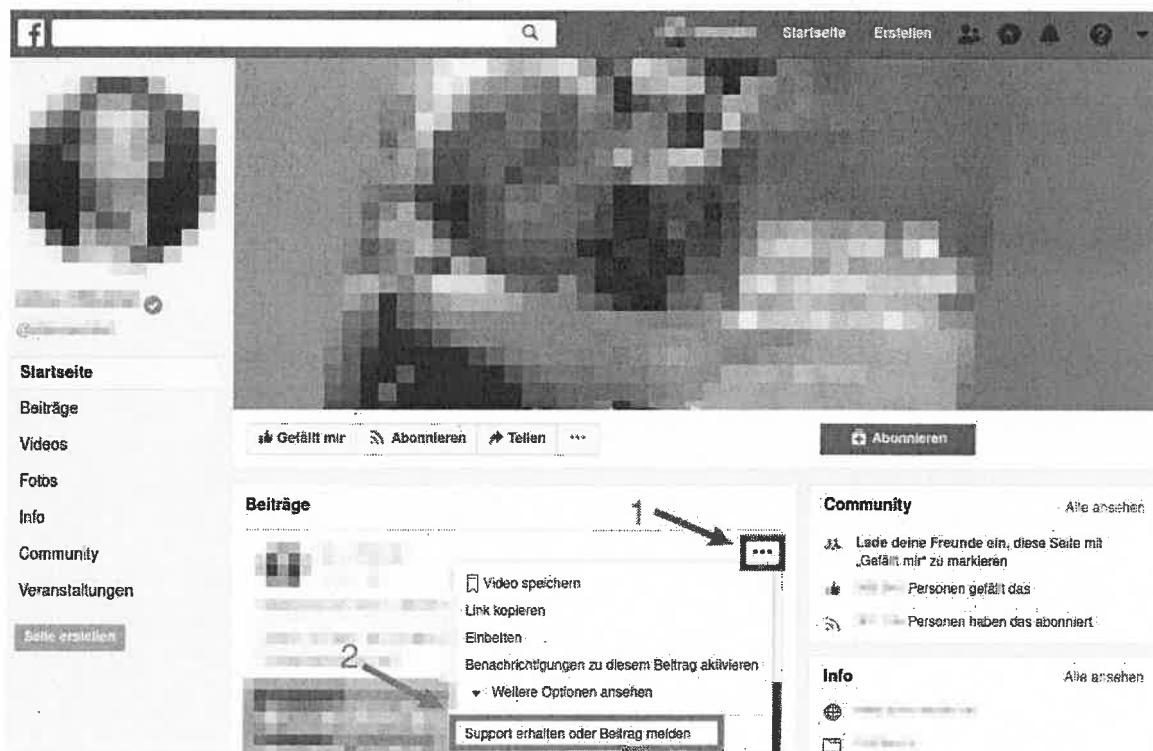 f
Startseite Erstellen
@
Startseite
Beiträge
Videos
Fotos
Info
Community
Veranstaltungen
Seite erstellen
Gefällt mir Abonnieren Teilen ...
Abonnieren
Beiträge
1
...
Video speichern
Link kopieren
Einbetten
Benachrichtigungen zu diesem Beitrag aktivieren
Weitere Optionen ansehen
2
Support erhalten oder Beitrag melden
Community Alle ansehen
Lade deine Freunde ein, diese Seite mit
„Gefällt mir“ zu markieren
Personen gefällt das
Personen haben das abonniert
Info Alle ansehen